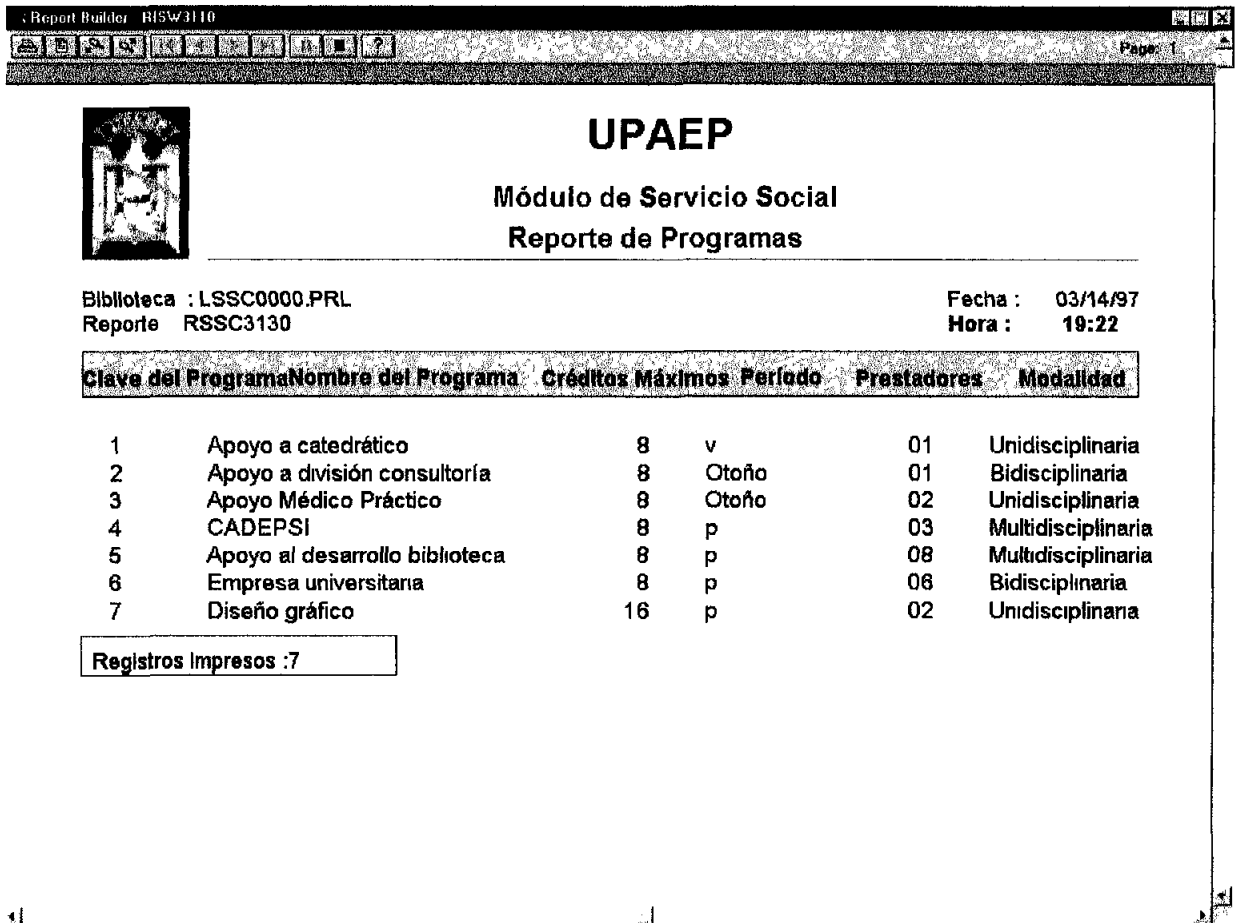 Report Builder RISW3110
Page: 1
UPAEP
Módulo de Servicio Social
Reporte de Programas
Biblioteca : LSSC0000.PRL
Fecha : 03/14/97
Reporte RSSC3130
Hora : 19:22
Clave del Programa Nombre del Programa Créditos Máximos Período Prestadores Modalidad
1 Apoyo a catedrático 8 v 01 Unidisciplinaria
2 Apoyo a división consultoría 8 Otoño 01 Bidisciplinaria
3 Apoyo Médico Práctico 8 Otoño 02 Unidisciplinaria
4 CADEPSI 8 p 03 Multidisciplinaria
5 Apoyo al desarrollo biblioteca 8 p 08 Multidisciplinaria
6 Empresa universitaria 8 p 06 Bidisciplinaria
7 Diseño gráfico 16 p 02 Unidisciplinaria
Registros Impresos :7